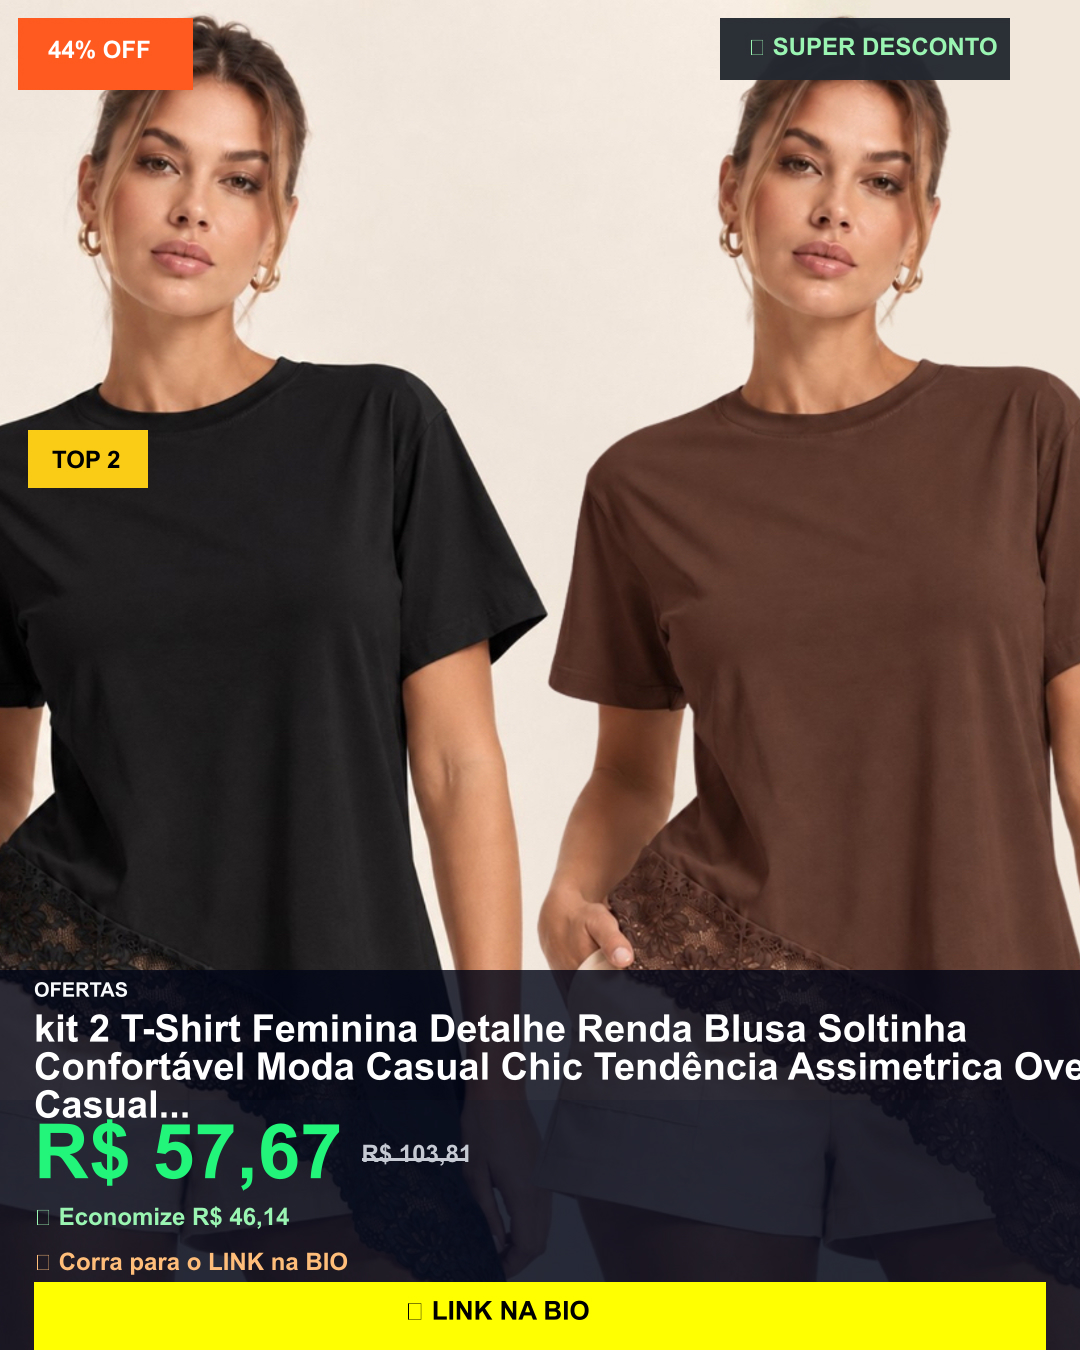 44% OFF
SUPER DESCONTO
TOP 2
OFERTAS
kit 2 T-Shirt Feminina Detalhe Renda Blusa Soltinha
Confortável Moda Casual Chic Tendência Assimetrica Ove
Casual...
R$ 57,67 R$ 103,81
Economize R$ 46,14
Corra para o LINK na BIO
LINK NA BIO